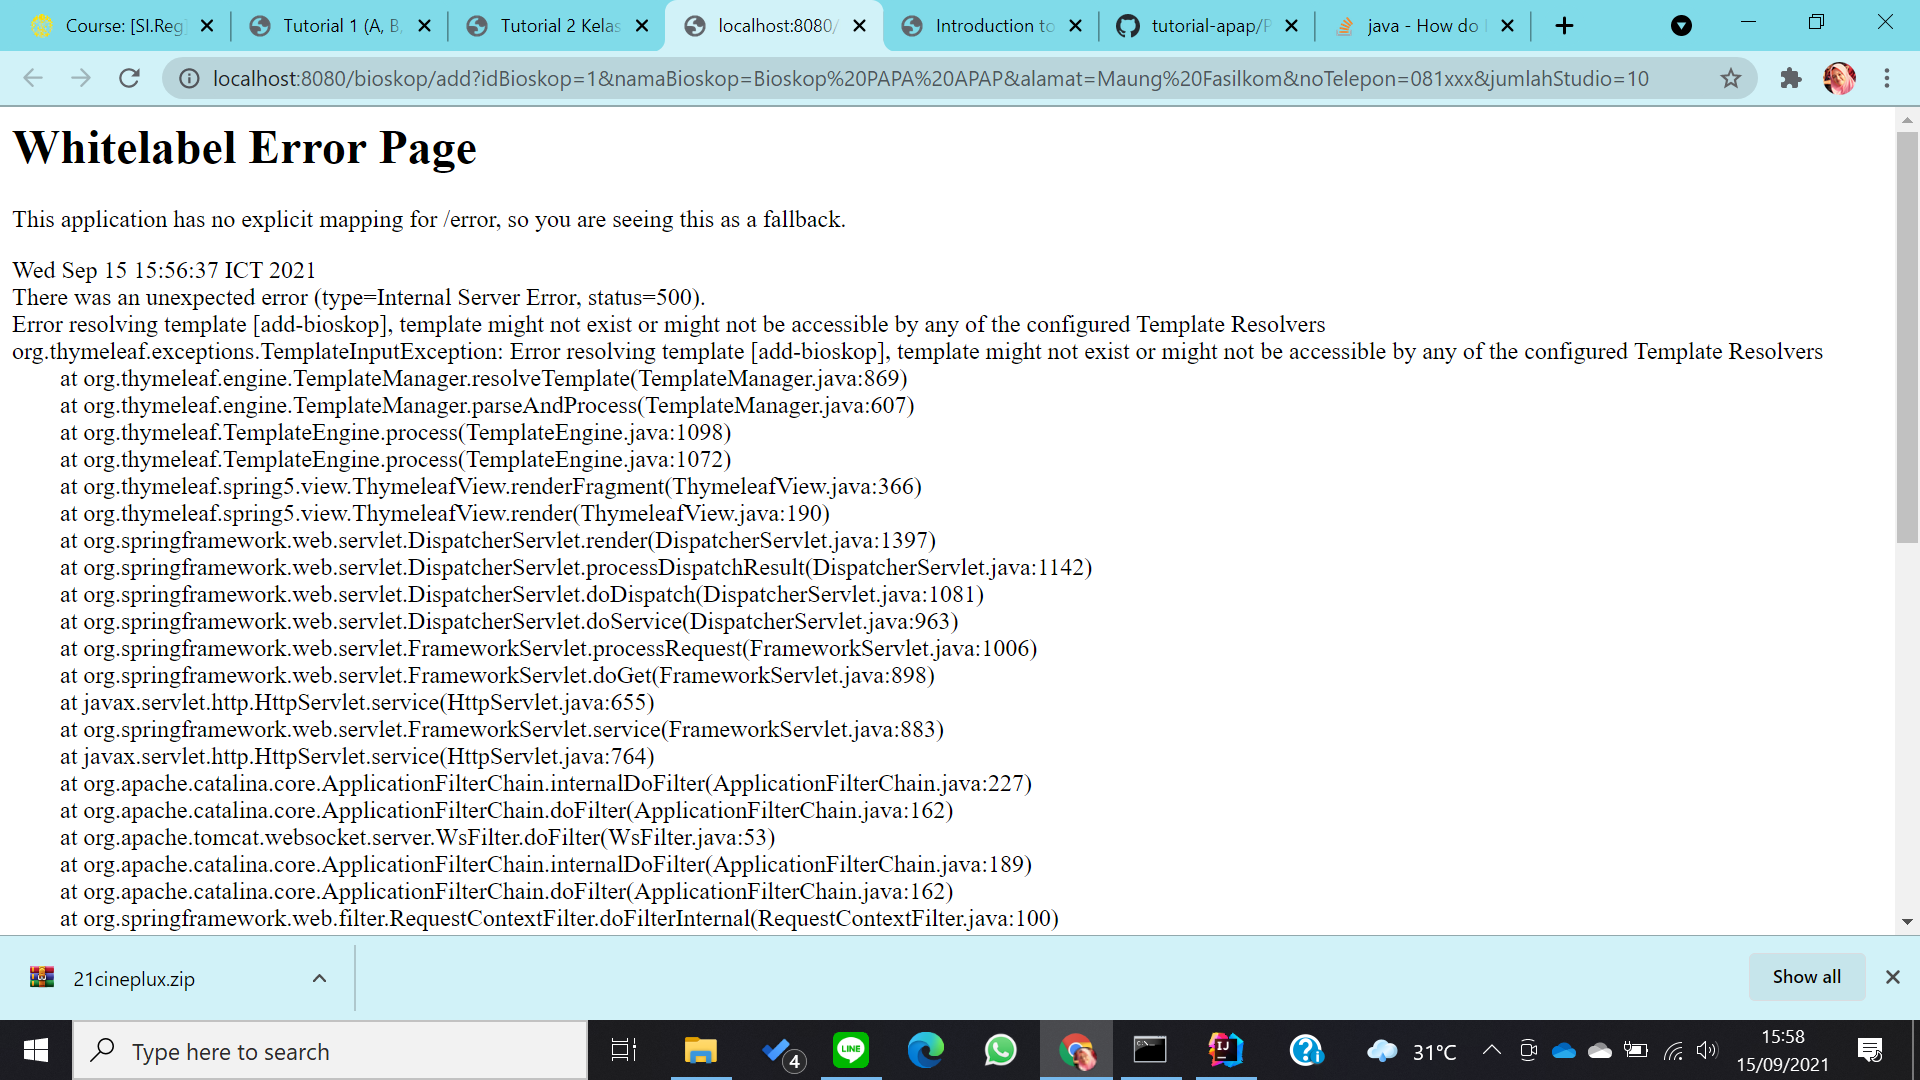 Course: [SI.Reg]
Tutorial 1 (A, B,
Tutorial 2 Kelas
localhost:8080/
Introduction to
tutorial-apap/P
java - How do I
localhost:8080/bioskop/add?idBioskop=1&namaBioskop=Bioskop%20PAPA%20APAP&alamat=Maung%20Fasilkom&noTelepon=081xxx&jumlahStudio=10
Whitelabel Error Page
This application has no explicit mapping for /error, so you are seeing this as a fallback.
Wed Sep 15 15:56:37 ICT 2021
There was an unexpected error (type=Internal Server Error, status=500).
Error resolving template [add-bioskop], template might not exist or might not be accessible by any of the configured Template Resolvers
org.thymeleaf.exceptions.TemplateInputException: Error resolving template [add-bioskop], template might not exist or might not be accessible by any of the configured Template Resolvers
at org.thymeleaf.engine.TemplateManager.resolveTemplate(TemplateManager.java:869)
at org.thymeleaf.engine.TemplateManager.parseAndProcess(TemplateManager.java:607)
at org.thymeleaf.TemplateEngine.process(TemplateEngine.java:1098)
at org.thymeleaf.TemplateEngine.process(TemplateEngine.java:1072)
at org.thymeleaf.spring5.view.ThymeleafView.renderFragment(ThymeleafView.java:366)
at org.thymeleaf.spring5.view.ThymeleafView.render(ThymeleafView.java:190)
at org.springframework.web.servlet.DispatcherServlet.render(DispatcherServlet.java:1397)
at org.springframework.web.servlet.DispatcherServlet.processDispatchResult(DispatcherServlet.java:1142)
at org.springframework.web.servlet.DispatcherServlet.doDispatch(DispatcherServlet.java:1081)
at org.springframework.web.servlet.DispatcherServlet.doService(DispatcherServlet.java:963)
at org.springframework.web.servlet.FrameworkServlet.processRequest(FrameworkServlet.java:1006)
at org.springframework.web.servlet.FrameworkServlet.doGet(FrameworkServlet.java:898)
at javax.servlet.http.HttpServlet.service(HttpServlet.java:655)
at org.springframework.web.servlet.FrameworkServlet.service(FrameworkServlet.java:883)
at javax.servlet.http.HttpServlet.service(HttpServlet.java:764)
at org.apache.catalina.core.ApplicationFilterChain.internalDoFilter(ApplicationFilterChain.java:227)
at org.apache.catalina.core.ApplicationFilterChain.doFilter(ApplicationFilterChain.java:162)
at org.apache.tomcat.websocket.server.WsFilter.doFilter(WsFilter.java:53)
at org.apache.catalina.core.ApplicationFilterChain.internalDoFilter(ApplicationFilterChain.java:189)
at org.apache.catalina.core.ApplicationFilterChain.doFilter(ApplicationFilterChain.java:162)
at org.springframework.web.filter.RequestContextFilter.doFilterInternal(RequestContextFilter.java:100)
21cineplux.zip
Show all
Type here to search
4
LINE
IJ
31°C
15:58
15/09/2021